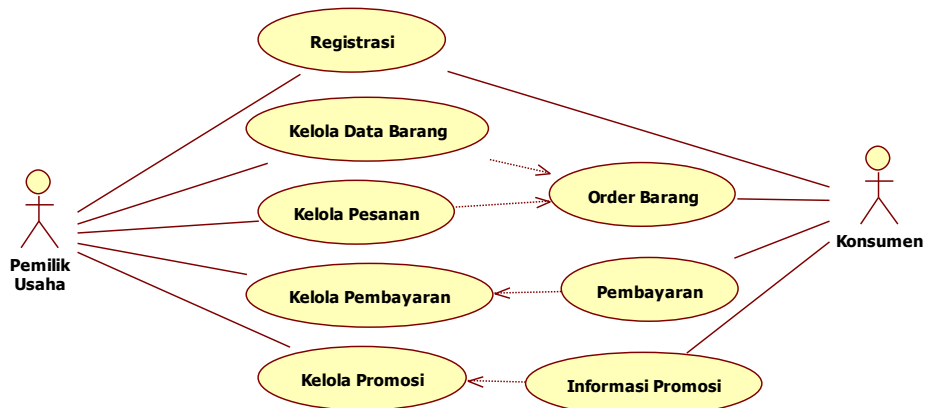 Registrasi
Kelola Data Barang
Order Barang
Kelola Pesanan
Pemilik
Usaha
Konsumen
Kelola Pembayaran
Pembayaran
Kelola Promosi
Informasi Promosi